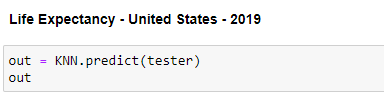 Life Expectancy - United States - 2019
out = KNN.predict(tester)
out